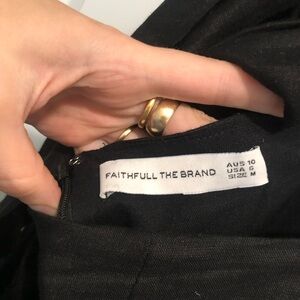 FAITHFULL THE BRAND
AUS 10
USA 6
SIZE M